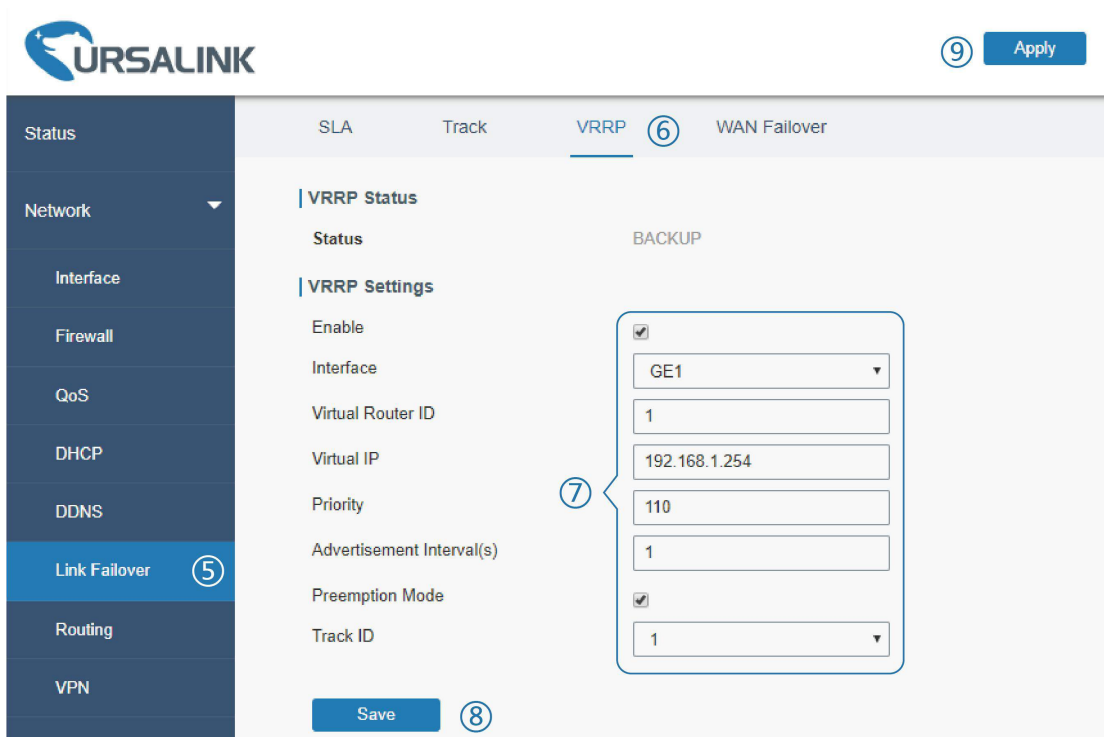 URSALINK
⑨ Apply
Status
SLA Track VRRP ⑥ WAN Failover
Network
VRRP Status
Status BACKUP
Interface
VRRP Settings
Enable
Firewall
Interface GE1
QoS
Virtual Router ID 1
DHCP
Virtual IP 192.168.1.254
⑦
Priority 110
DDNS
Advertisement Interval(s) 1
Link Failover ⑤
Preemption Mode
Routing
Track ID 1
VPN
Save ⑧